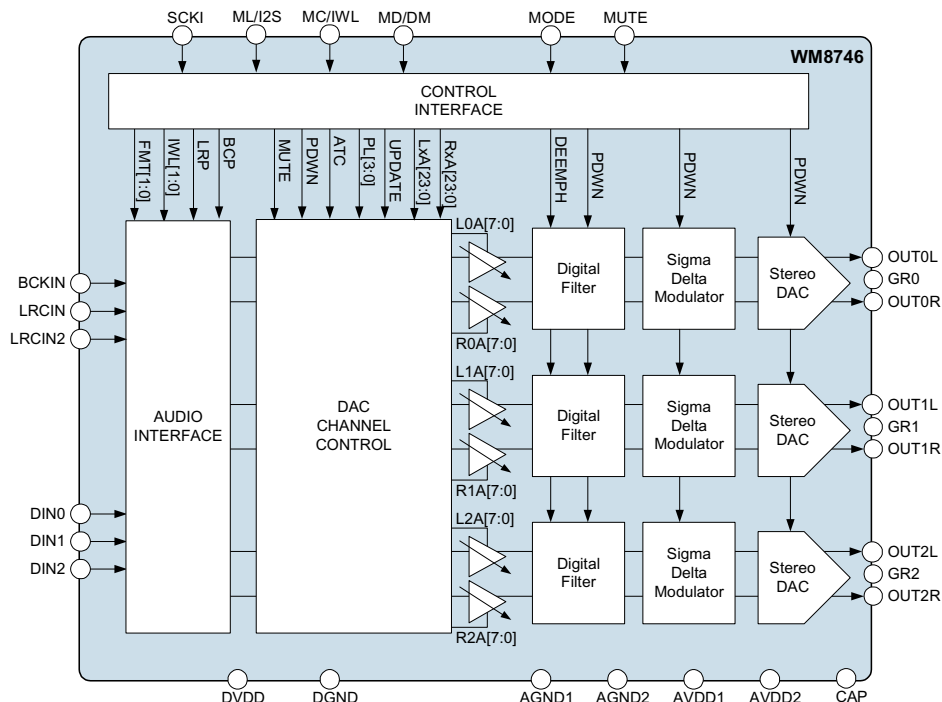 SCKI
ML/I2S
MC/IWL
MD/DM
MODE
MUTE
WM8746
CONTROL
INTERFACE
FMT[1:0]
IWL[1:0]
LRP
BCP
MUTE
PDWN
ATC
PL[3:0]
UPDATE
LxA[23:0]
RxA[23:0]
DEEMPH
PDWN
PDWN
PDWN
BCKIN
LRCIN
LRCIN2
DIN0
DIN1
DIN2
AUDIO
INTERFACE
DAC
CHANNEL
CONTROL
L0A[7:0]
R0A[7:0]
L1A[7:0]
R1A[7:0]
L2A[7:0]
R2A[7:0]
Digital
Filter
Sigma
Delta
Modulator
Stereo
DAC
OUT0L
GR0
OUT0R
Digital
Filter
Sigma
Delta
Modulator
Stereo
DAC
OUT1L
GR1
OUT1R
Digital
Filter
Sigma
Delta
Modulator
Stereo
DAC
OUT2L
GR2
OUT2R
DVDD
DGND
AGND1
AGND2
AVDD1
AVDD2
CAP